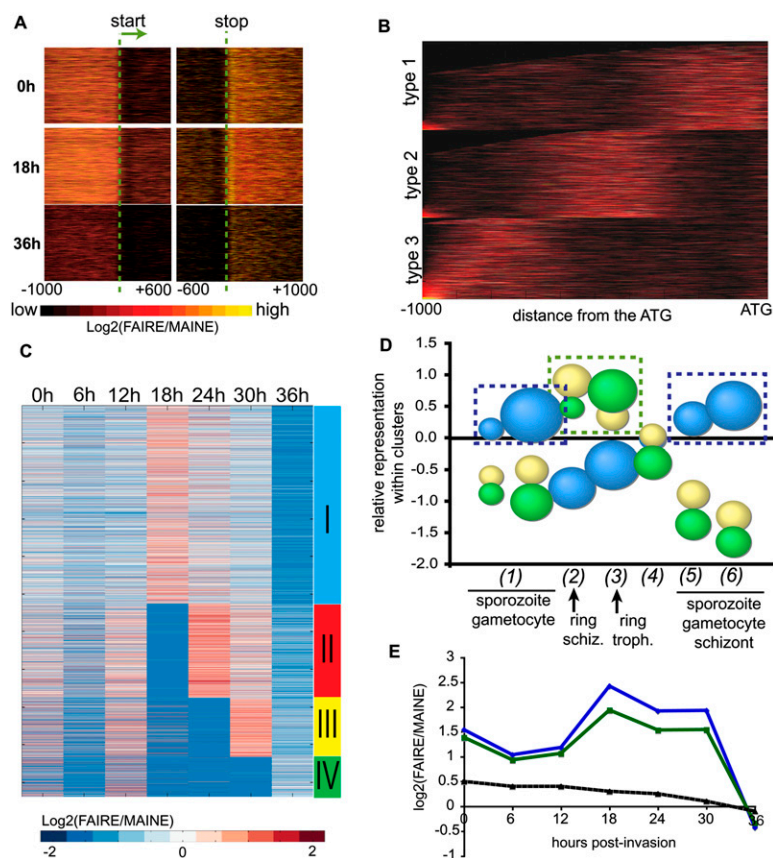 A
start
stop
0h
18h
36h
-1000
+600
-600
+1000
low
high
Log2(FAIRE/MAINE)
B
type 1
type 2
type 3
-1000
distance from the ATG
ATG
C
0h 6h 12h 18h 24h 30h 36h
I
II
III
IV
Log2(FAIRE/MAINE)
-2
0
2
D
relative representation
within clusters
1.5
1.0
0.5
0.0
-0.5
-1.0
-1.5
-2.0
(1) (2) (3) (4) (5) (6)
sporozoite
gametocyte
ring
schiz.
ring
troph.
sporozoite
gametocyte
schizont
E
log2(FAIRE/MAINE)
3
2.5
2
1.5
1
0.5
0
-0.5
-1
0 6 12 18 24 30 36
hours post-invasion